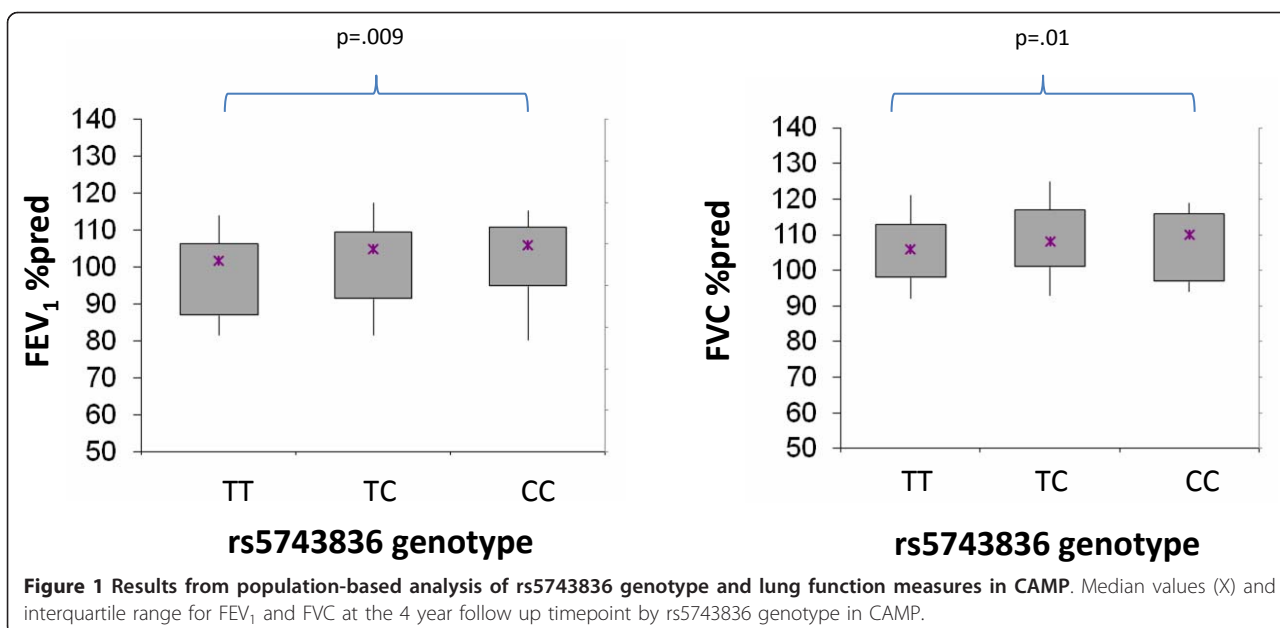 p=.009
FEV₁ %pred
140
130
120
110
100
90
80
70
60
50
TT TC CC
rs5743836 genotype
p=.01
FVC %pred
140
130
120
110
100
90
80
70
60
50
TT TC CC
rs5743836 genotype
Figure 1 Results from population-based analysis of rs5743836 genotype and lung function measures in CAMP. Median values (X) and
interquartile range for FEV₁ and FVC at the 4 year follow up timepoint by rs5743836 genotype in CAMP.